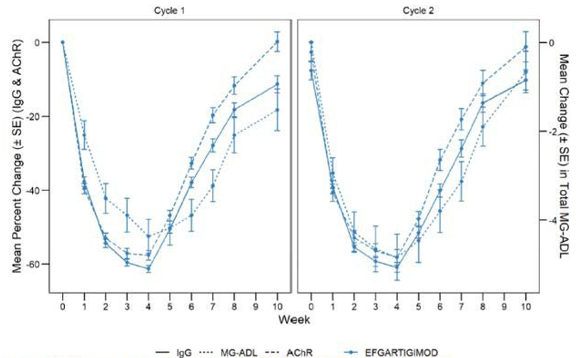 Cycle 1
Cycle 2
Mean Percent Change (± SE) (IgG & AChR)
0
-20
-40
-60
0
-2
-4
Mean Change (± SE) in Total MG-ADL
0 1 2 3 4 5 6 7 8 10
0 1 2 3 4 5 6 7 8 10
Week
IgG MG-ADL AChR EFGARTIGIMOD